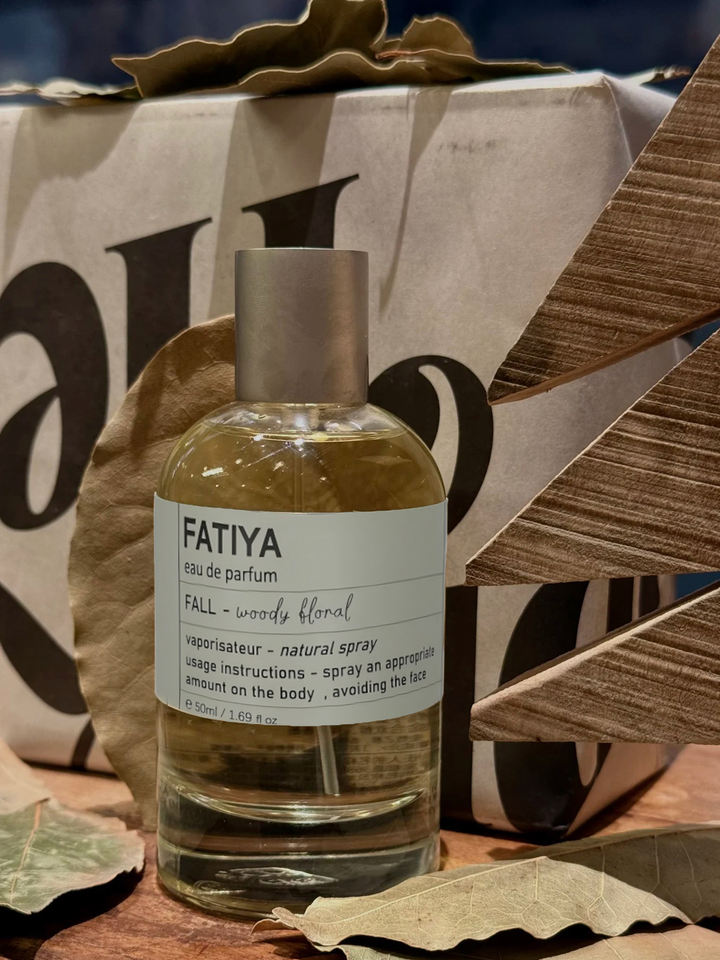 FATIYA
eau de parfum
FALL - woody floral
vaporisateur - natural spray
usage instructions - spray an appropriate
amount on the body , avoiding the face
e 50ml / 1.69 fl oz